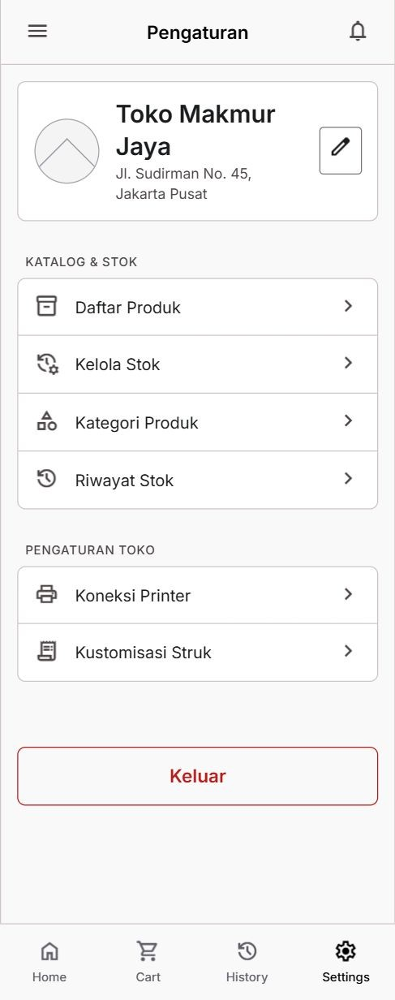 Pengaturan
Toko Makmur
Jaya
Jl. Sudirman No. 45,
Jakarta Pusat
KATALOG & STOK
Daftar Produk
Kelola Stok
Kategori Produk
Riwayat Stok
PENGATURAN TOKO
Koneksi Printer
Kustomisasi Struk
Keluar
Home
Cart
History
Settings